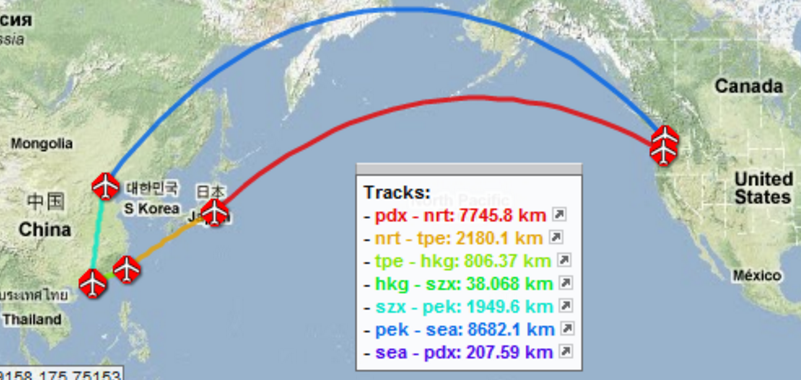 сия
ssia
Canada
Mongolia
中国
대한민국
日本
S Korea
China
United
States
ประเทศไทย
Thailand
México
Tracks:
- pdx - nrt: 7745.8 km
- nrt - tpe: 2180.1 km
- tpe - hkg: 806.37 km
- hkg - szx: 38.068 km
- szx - pek: 1949.6 km
- pek - sea: 8682.1 km
- sea - pdx: 207.59 km
9158,175.75153